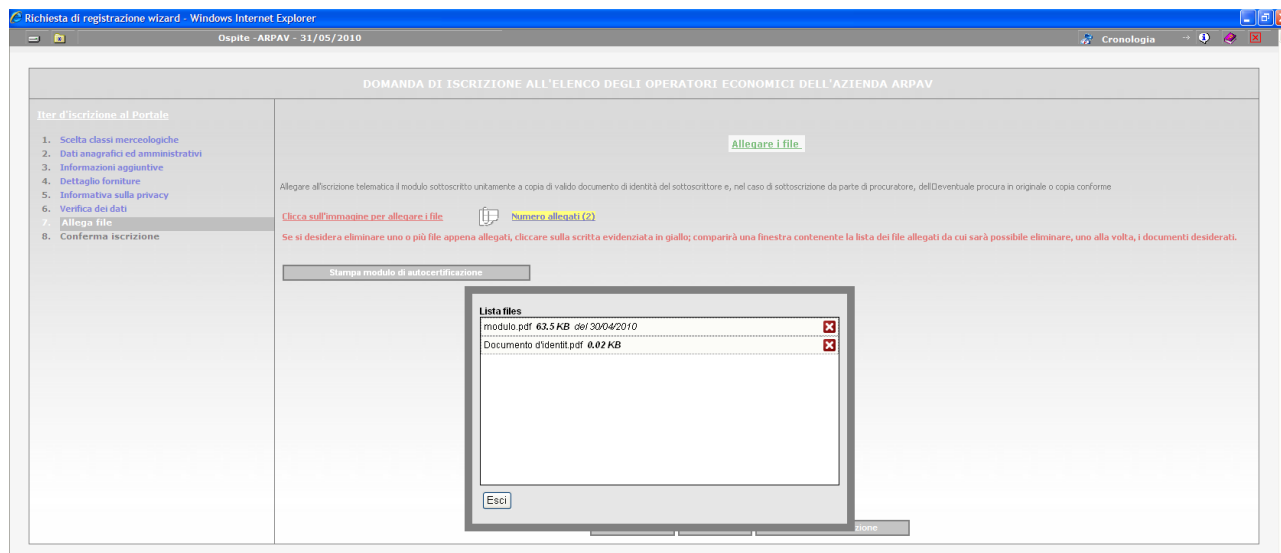 Richiesta di registrazione wizard - Windows Internet Explorer
Ospite -ARPAV - 31/05/2010
Cronologia
DOMANDA DI ISCRIZIONE ALL'ELENCO DEGLI OPERATORI ECONOMICI DELL'AZIENDA ARPAV
Iter d'iscrizione al Portale
1. Scelta classi merceologiche
2. Dati anagrafici ed amministrativi
3. Informazioni aggiuntive
4. Dettaglio forniture
5. Informativa sulla privacy
6. Verifica dei dati
7. Allega file
8. Conferma iscrizione
Allegare i file
Allegare all'iscrizione telematica il modulo sottoscritto unitamente a copia di valido documento di identità del sottoscrittore e, nel caso di sottoscrizione da parte di procuratore, dell□eventuale procura in originale o copia conforme
Clicca sull'immagine per allegare i file Numero allegati (2)
Se si desidera eliminare uno o più file appena allegati, cliccare sulla scritta evidenziata in giallo; comparirà una finestra contenente la lista dei file allegati da cui sarà possibile eliminare, uno alla volta, i documenti desiderati.
Stampa modulo di autocertificazione
Lista files
modulo.pdf 63.5 KB del 30/04/2010
Documento d'identit.pdf 0.02 KB
Esci
zione